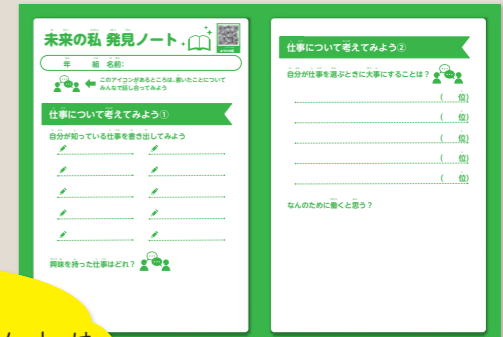 未来の私 発見ノート
年 組 名前:
このアイコンがあるところは、書いたことについて
みんなで話し合ってみよう
仕事について考えてみよう①
自分が知っている仕事を書き出してみよう
興味を持った仕事はどれ？
仕事について考えてみよう②
自分が仕事を選ぶときに大事にすることは？
( 位)
( 位)
( 位)
( 位)
( 位)
なんのために働くと思う？